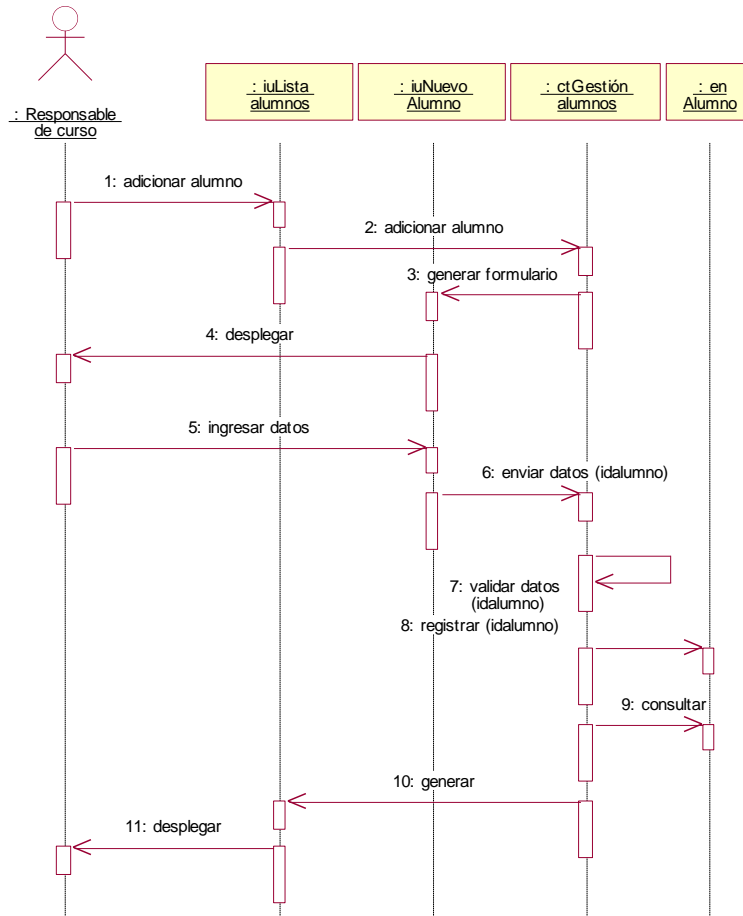 : Responsable
de curso
: iuLista
alumnos
: iuNuevo
Alumno
: ctGestión
alumnos
: en
Alumno
1: adicionar alumno
2: adicionar alumno
3: generar formulario
4: desplegar
5: ingresar datos
6: enviar datos (idalumno)
7: validar datos
(idalumno)
8: registrar (idalumno)
9: consultar
10: generar
11: desplegar